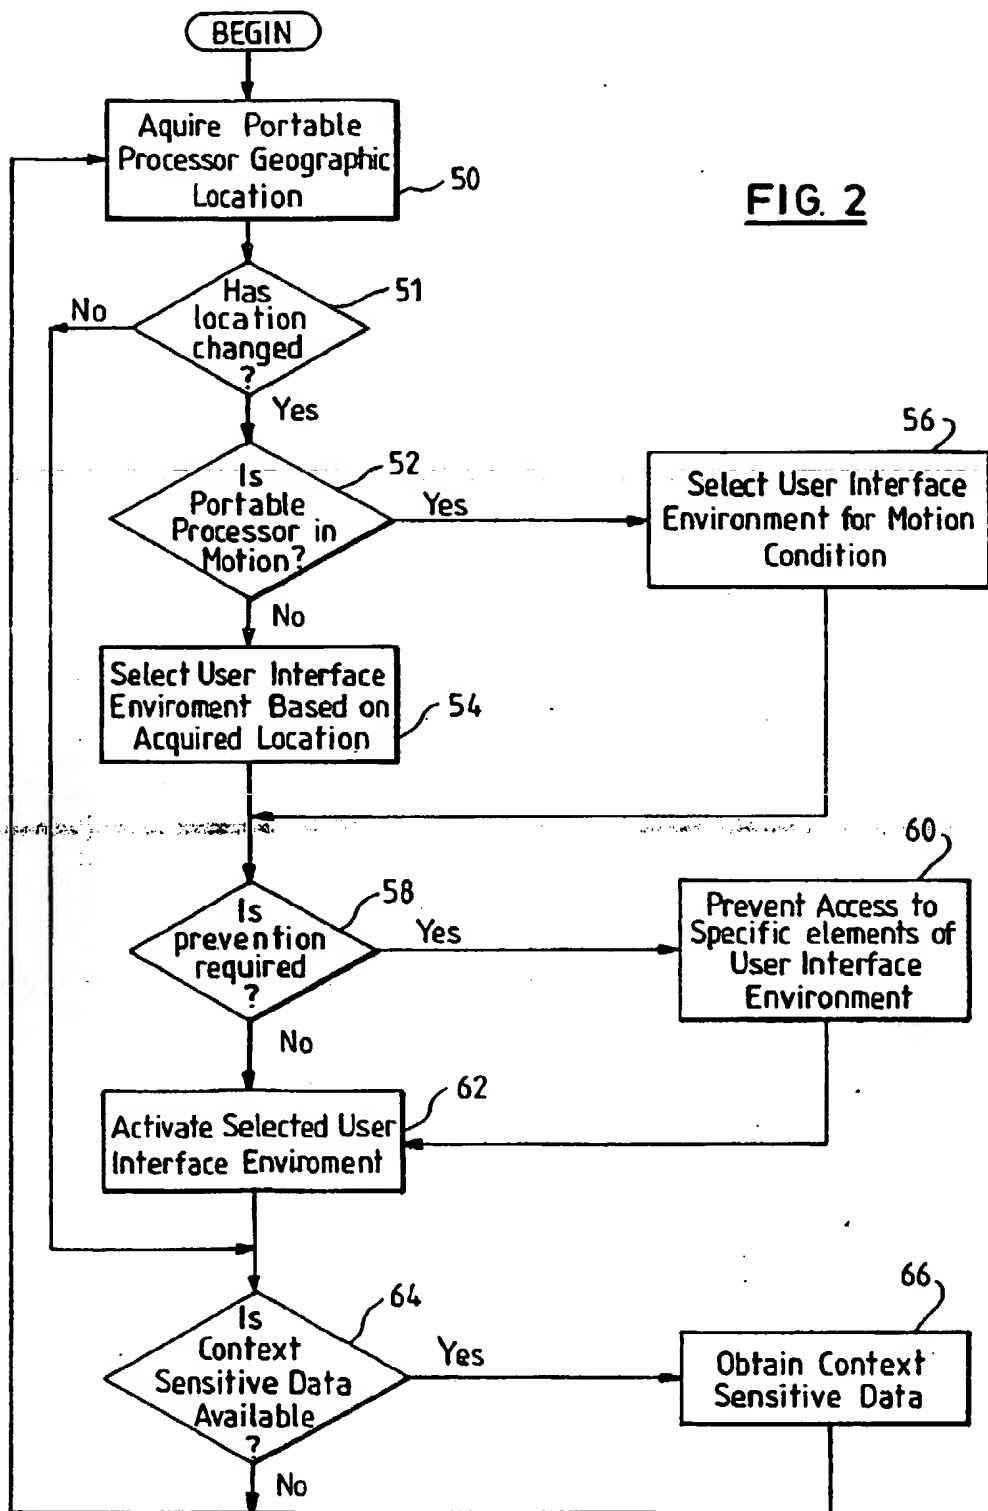 BEGIN
Aquire Portable
Processor Geographic
Location
50
FIG. 2
Has
location
changed
?
51
No
Yes
Is
Portable
Processor in
Motion?
52
Yes
No
56
Select User Interface
Environment for Motion
Condition
Select User Interface
Enviroment Based on
Acquired Location
54
Is
prevention
required
?
58
Yes
No
60
Prevent Access to
Specific elements of
User Interface
Environment
Activate Selected User
Interface Enviroment
62
Is
Context
Sensitive Data
Available
?
64
Yes
No
66
Obtain Context
Sensitive Data